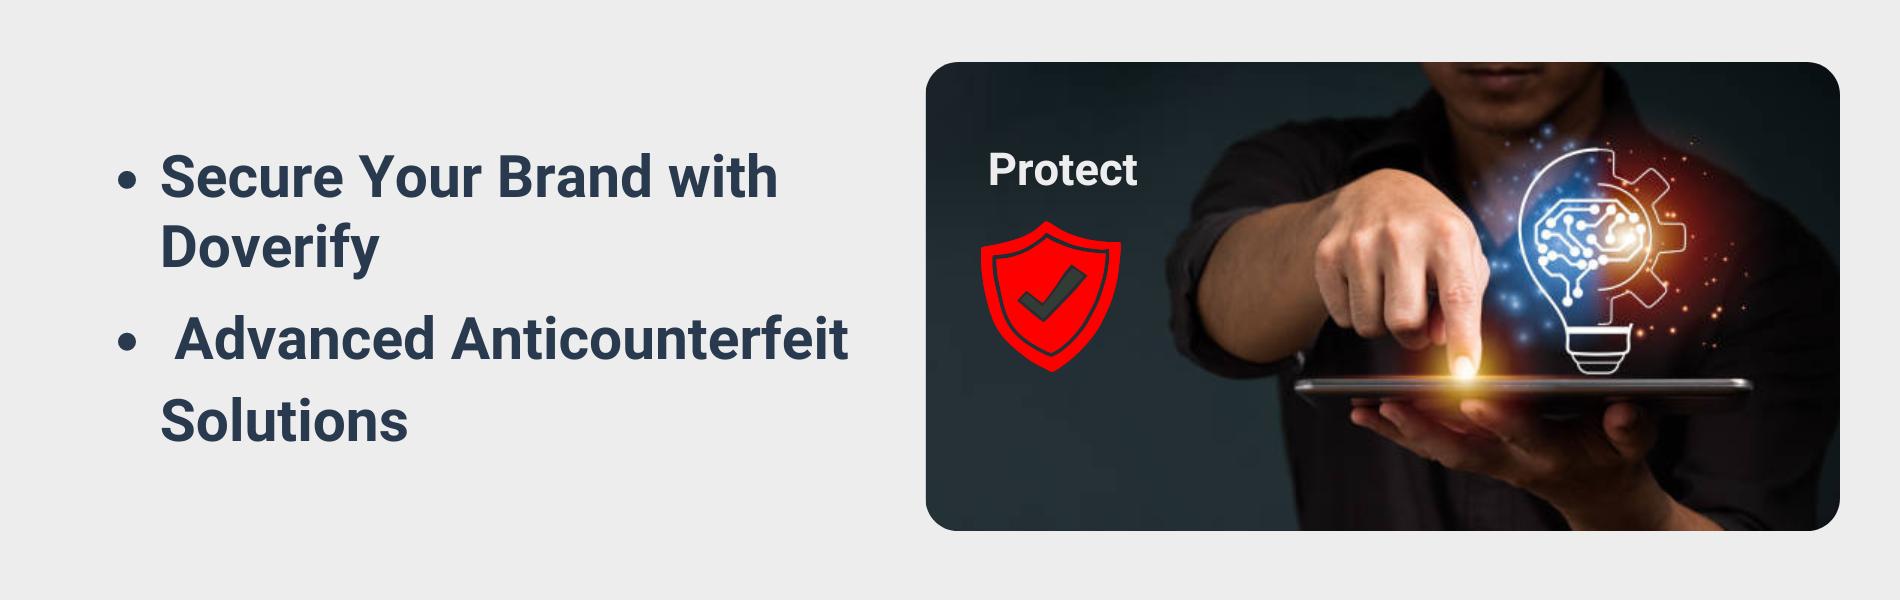 • Secure Your Brand with
Doverify
• Advanced Anticounterfeit
Solutions
Protect